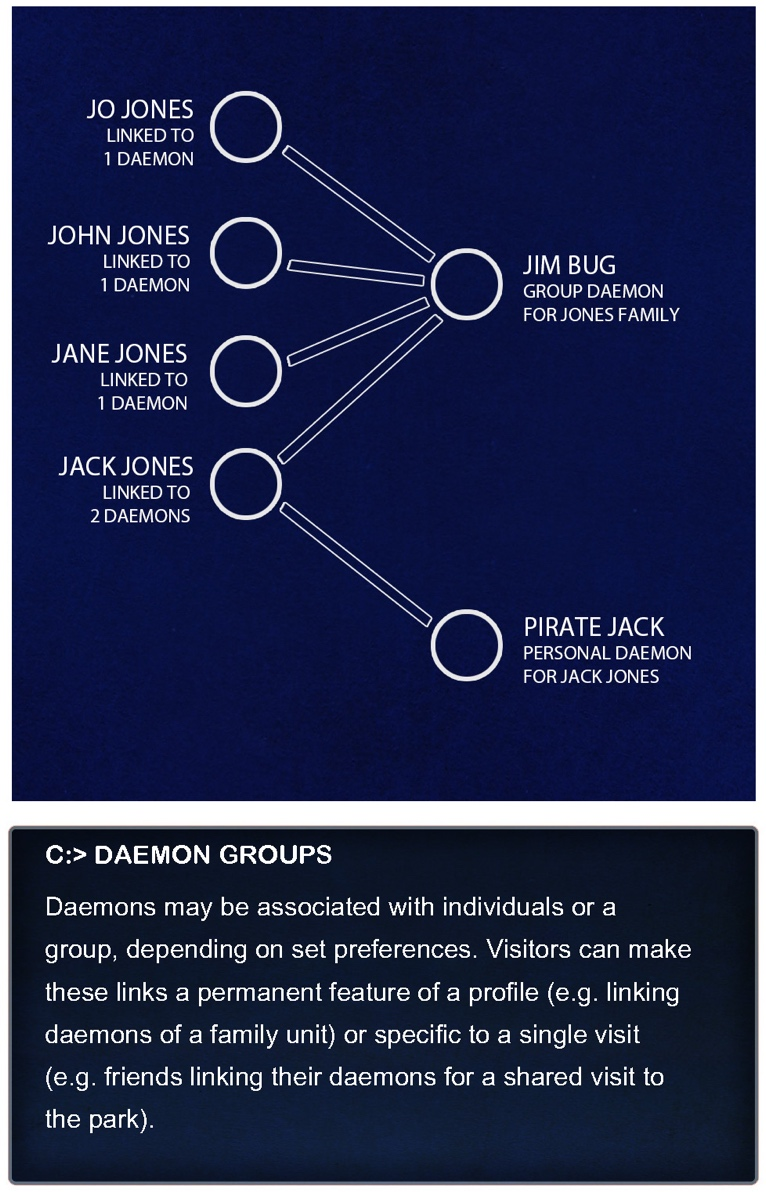 JO JONES
LINKED TO
1 DAEMON
JOHN JONES
LINKED TO
1 DAEMON
JIM BUG
GROUP DAEMON
FOR JONES FAMILY
JANE JONES
LINKED TO
1 DAEMON
JACK JONES
LINKED TO
2 DAEMONS
PIRATE JACK
PERSONAL DAEMON
FOR JACK JONES
C:> DAEMON GROUPS
Daemons may be associated with individuals or a
group, depending on set preferences. Visitors can make
these links a permanent feature of a profile (e.g. linking
daemons of a family unit) or specific to a single visit
(e.g. friends linking their daemons for a shared visit to
the park).